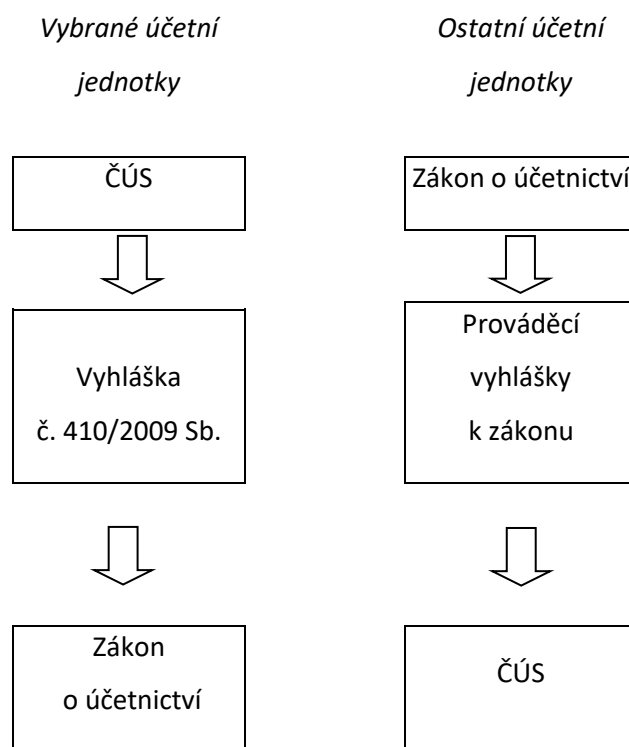 Vybrané účetní
jednotky
Ostatní účetní
jednotky
ČÚS
Zákon o účetnictví
Vyhláška
č. 410/2009 Sb.
Prováděcí
vyhlášky
k zákonu
Zákon
o účetnictví
ČÚS